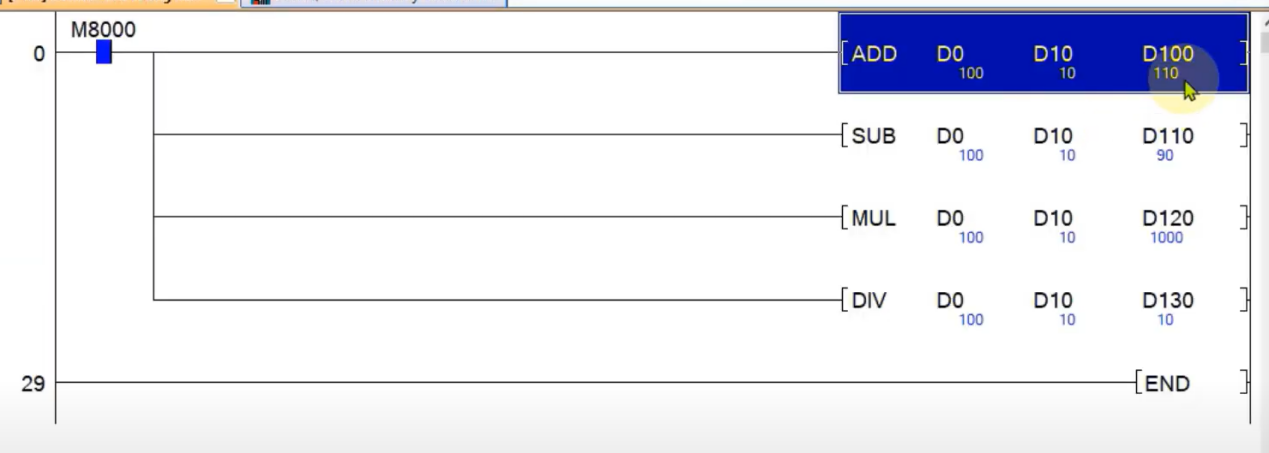 M8000
0 [ ADD D0 D10 D100 ]
100 10 110
[ SUB D0 D10 D110 ]
100 10 90
[ MUL D0 D10 D120 ]
100 10 1000
[ DIV D0 D10 D130 ]
100 10 10
29 [ END ]